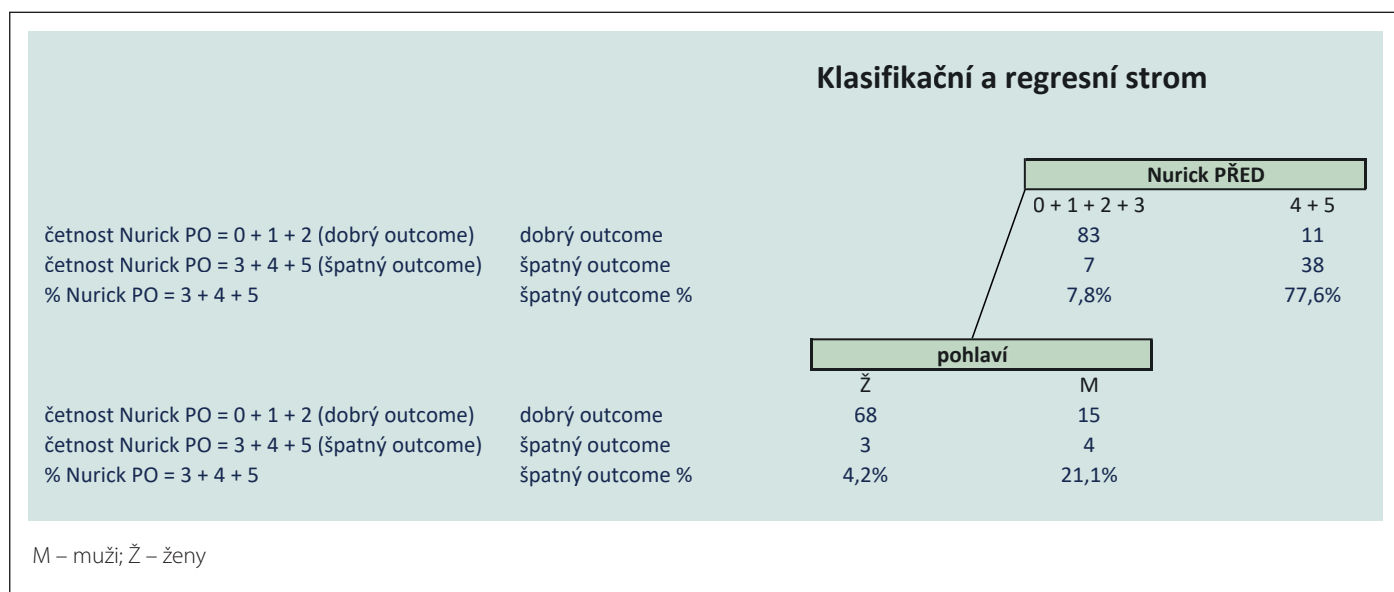 Klasifikační a regresní strom
Nurick PŘED
0 + 1 + 2 + 3 4 + 5
četnost Nurick PO = 0 + 1 + 2 (dobrý outcome) dobrý outcome 83 11
četnost Nurick PO = 3 + 4 + 5 (špatný outcome) špatný outcome 7 38
% Nurick PO = 3 + 4 + 5 špatný outcome % 7,8% 77,6%
pohlaví
Ž M
četnost Nurick PO = 0 + 1 + 2 (dobrý outcome) dobrý outcome 68 15
četnost Nurick PO = 3 + 4 + 5 (špatný outcome) špatný outcome 3 4
% Nurick PO = 3 + 4 + 5 špatný outcome % 4,2% 21,1%
M – muži; Ž – ženy